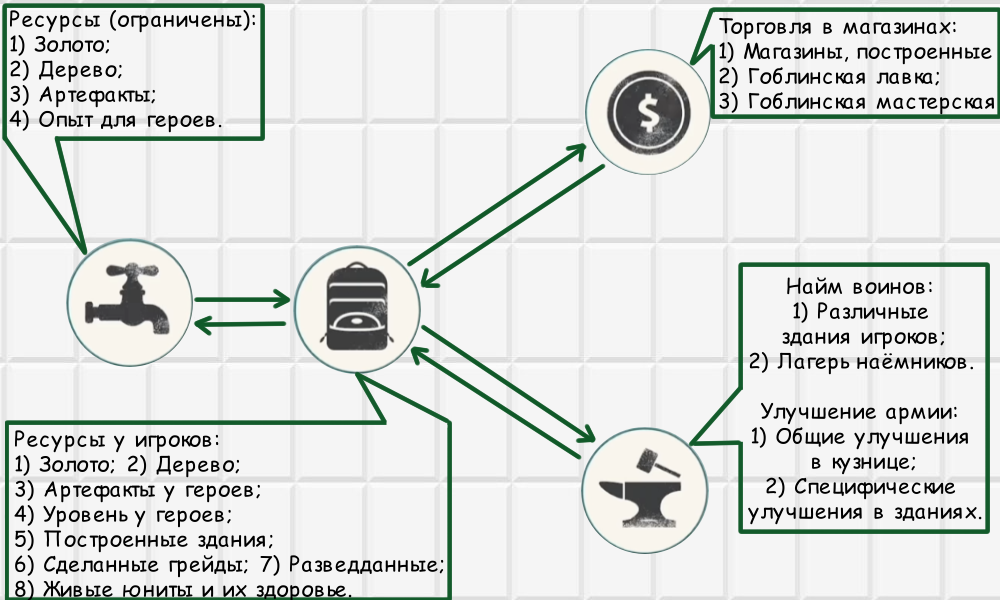 Ресурсы (ограничены):
1) Золото;
2) Дерево;
3) Артефакты;
4) Опыт для героев.
Торговля в магазинах:
1) Магазины, построенные
2) Гоблинская лавка;
3) Гоблинская мастерская
$
Найм воинов:
1) Различные
здания игроков;
2) Лагерь наёмников.
Улучшение армии:
1) Общие улучшения
в кузнице;
2) Специфические
улучшения в зданиях.
Ресурсы у игроков:
1) Золото; 2) Дерево;
3) Артефакты у героев;
4) Уровень у героев;
5) Построенные здания;
6) Сделанные грейды; 7) Разведданные;
8) Живые юниты и их здоровье.